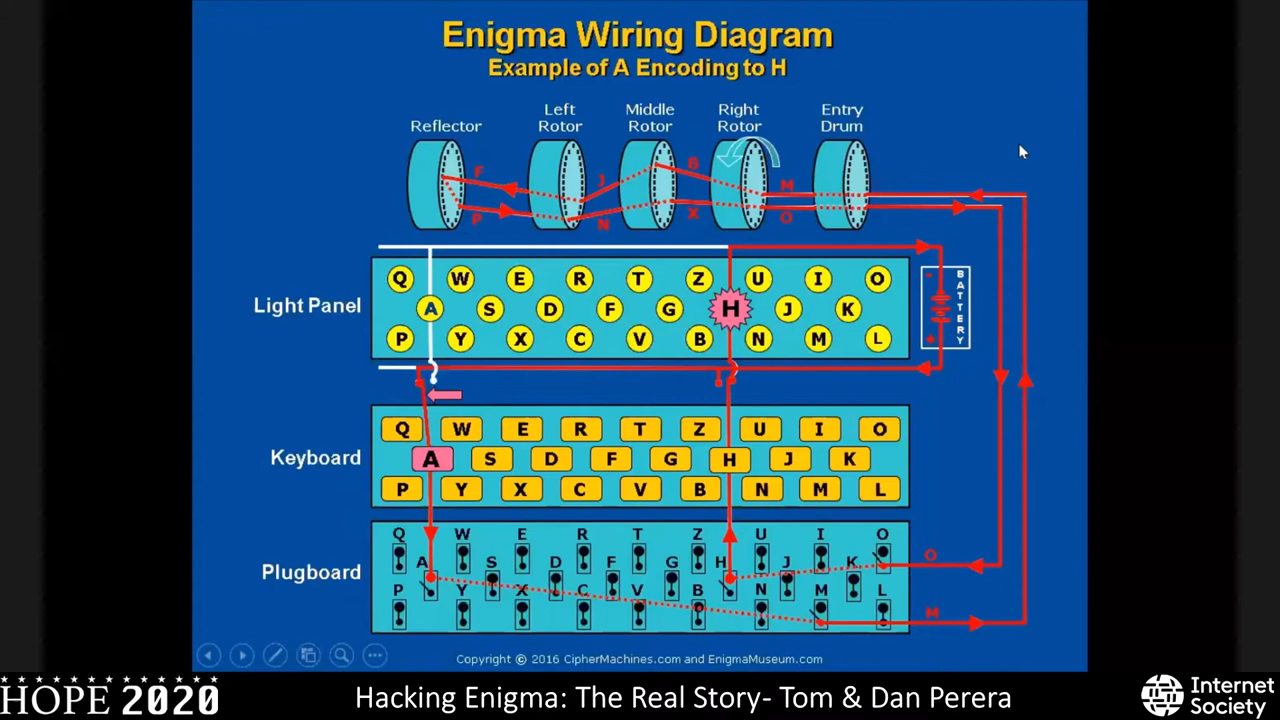 Enigma Wiring Diagram
Example of A Encoding to H
Reflector
Left
Rotor
Middle
Rotor
Right
Rotor
Entry
Drum
F J B M
P N X O
Light Panel
Q W E R T Z U I O
A S D F G H J K
P Y X C V B N M L
- BATTERY +
Keyboard
Q W E R T Z U I O
A S D F G H J K
P Y X C V B N M L
Plugboard
Q W E R T Z U I O
A S D F G H J K O
P Y X C V B N M L
M
Copyright © 2016 CipherMachines.com and EnigmaMuseum.com
HOPE 2020
Hacking Enigma: The Real Story- Tom & Dan Perera
Internet
Society